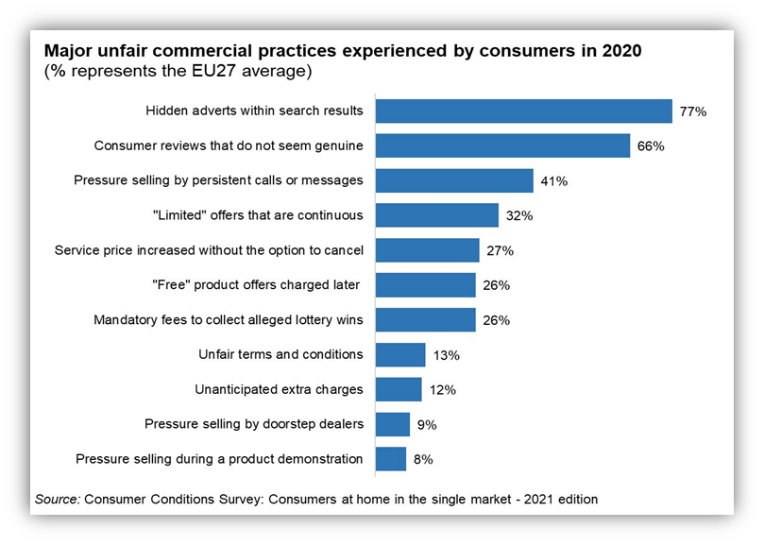 Major unfair commercial practices experienced by consumers in 2020
(% represents the EU27 average)
Hidden adverts within search results 77%
Consumer reviews that do not seem genuine 66%
Pressure selling by persistent calls or messages 41%
"Limited" offers that are continuous 32%
Service price increased without the option to cancel 27%
"Free" product offers charged later 26%
Mandatory fees to collect alleged lottery wins 26%
Unfair terms and conditions 13%
Unanticipated extra charges 12%
Pressure selling by doorstep dealers 9%
Pressure selling during a product demonstration 8%
Source: Consumer Conditions Survey: Consumers at home in the single market - 2021 edition